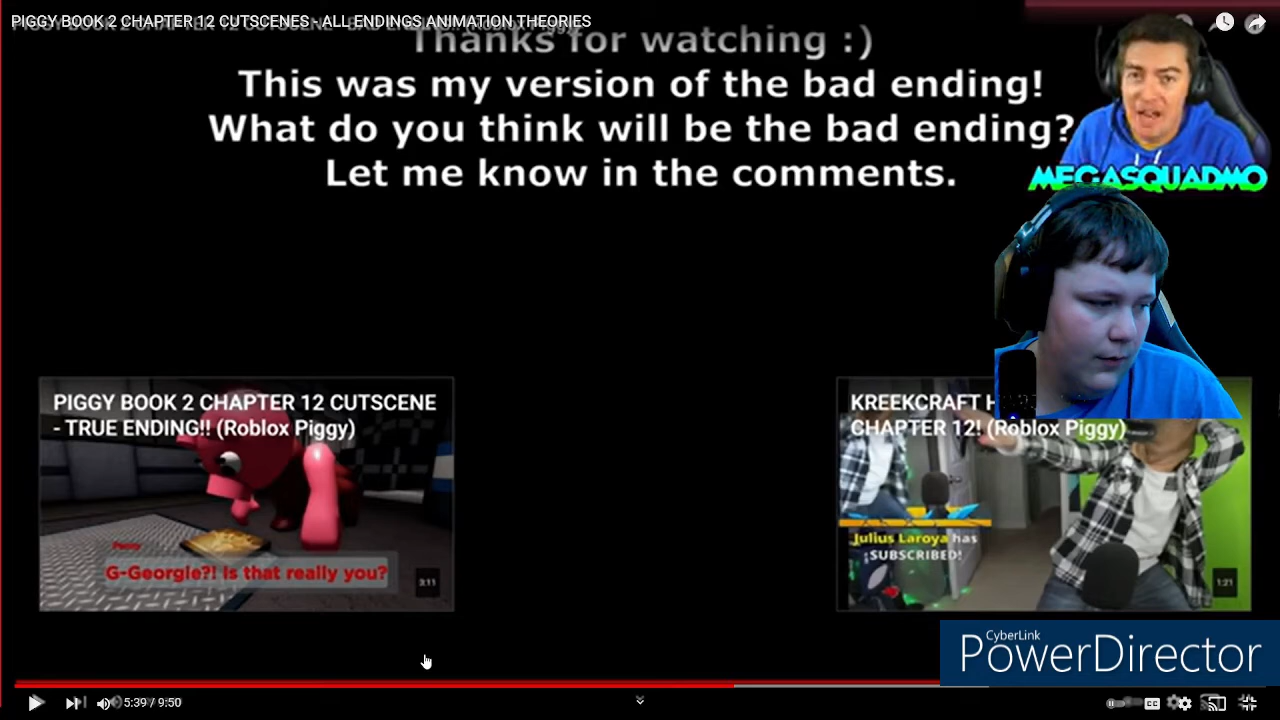 PIGGY BOOK 2 CHAPTER 12 CUTSCENES - ALL ENDINGS ANIMATION THEORIES
Thanks for watching :)
This was my version of the bad ending!
What do you think will be the bad ending?
Let me know in the comments.
MEGASQUADMO
PIGGY BOOK 2 CHAPTER 12 CUTSCENE
- TRUE ENDING!! (Roblox Piggy)
Penny
G-Georgie?! Is that really you?
3:11
KREEKCRAFT
CHAPTER 12! (Roblox Piggy)
Julius Laroya has
SUBSCRIBED!
1:21
CyberLink
PowerDirector
5:39 / 9:50
CC